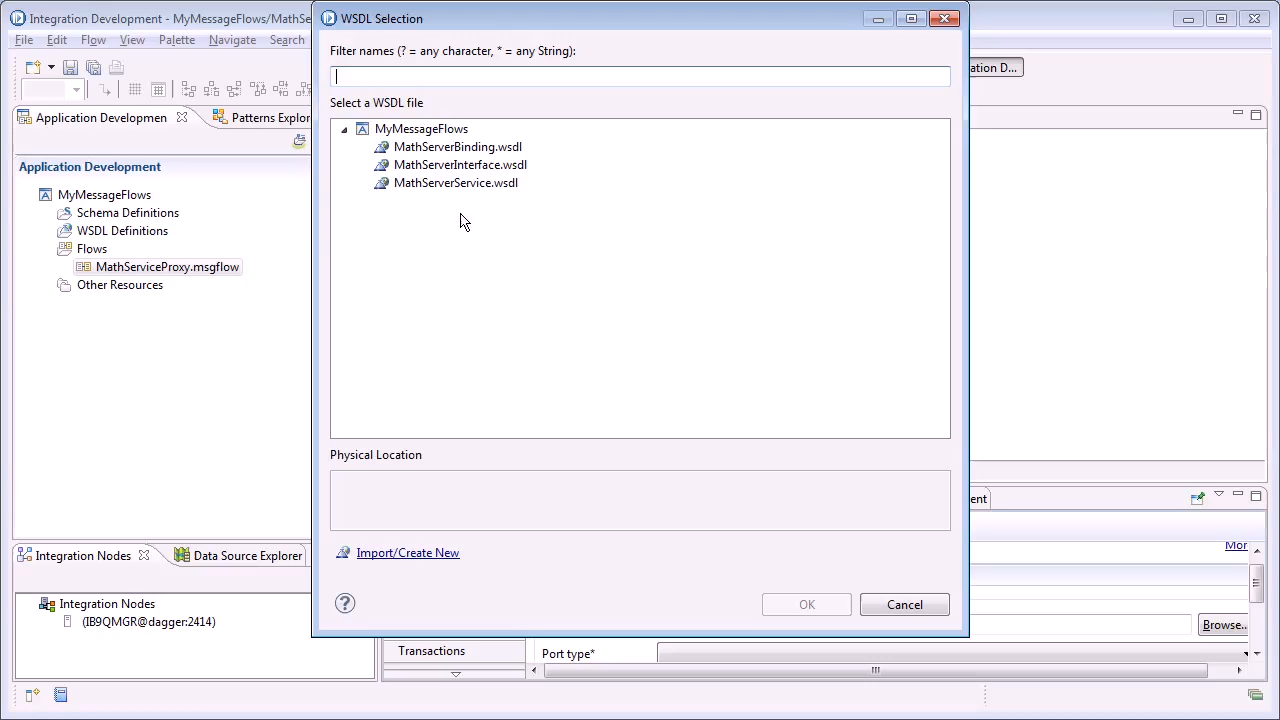 Integration Development - MyMessageFlows/MathS
File Edit Flow View Palette Navigate Search
Application Developmen
Patterns Explor
Application Development
MyMessageFlows
Schema Definitions
WSDL Definitions
Flows
MathServiceProxy.msgflow
Other Resources
Integration Nodes
Data Source Explorer
Integration Nodes
(IB9QMGR@dagger:2414)
WSDL Selection
Filter names (? = any character, * = any String):
Select a WSDL file
MyMessageFlows
MathServerBinding.wsdl
MathServerInterface.wsdl
MathServerService.wsdl
Physical Location
Import/Create New
OK
Cancel
ation D...
ent
Mor
Browse..
Transactions
Port type*